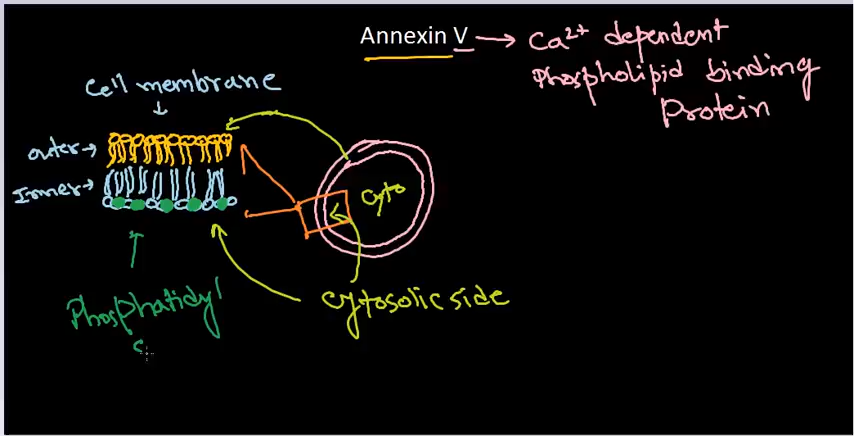 Annexin V → Ca²⁺ dependent
Phospholipid binding
Protein
Cell membrane
outer→
Inner→
Cyto
Cytosolic side
Phosphatidyl
S